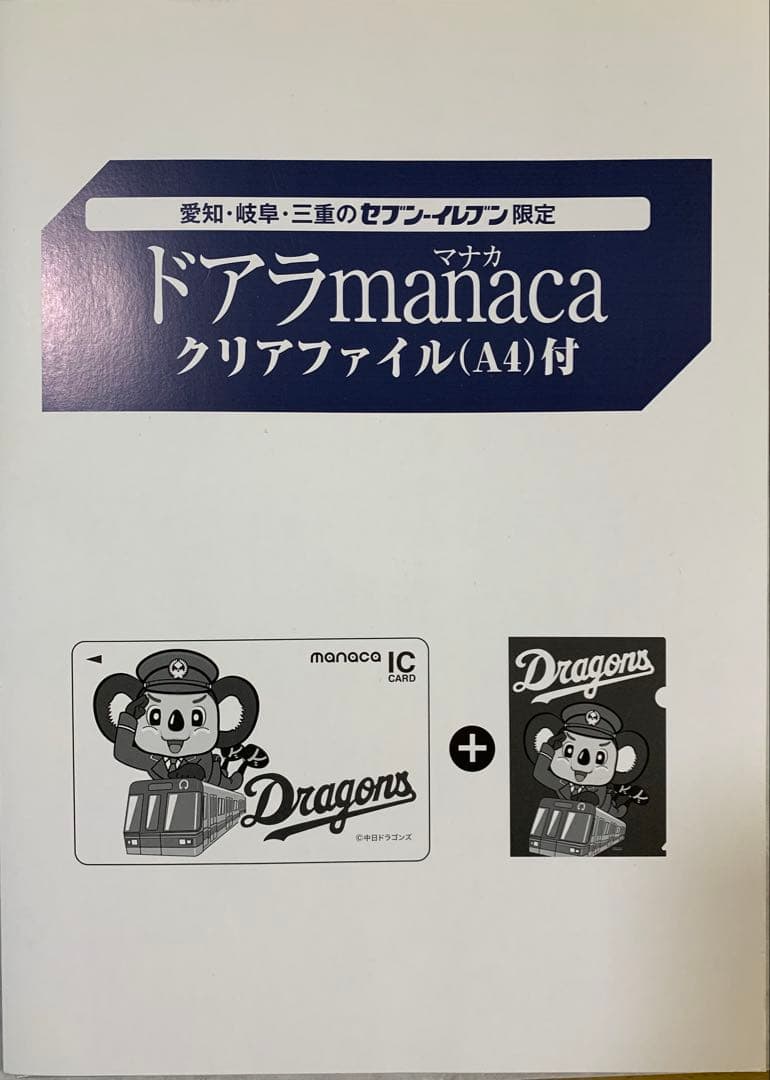 愛知・岐阜・三重のセブン-イレブン限定
マナカ
ドアラmanaca
クリアファイル(A4)付
manaca IC
CARD
Dragons
©中日ドラゴンズ
Dragons